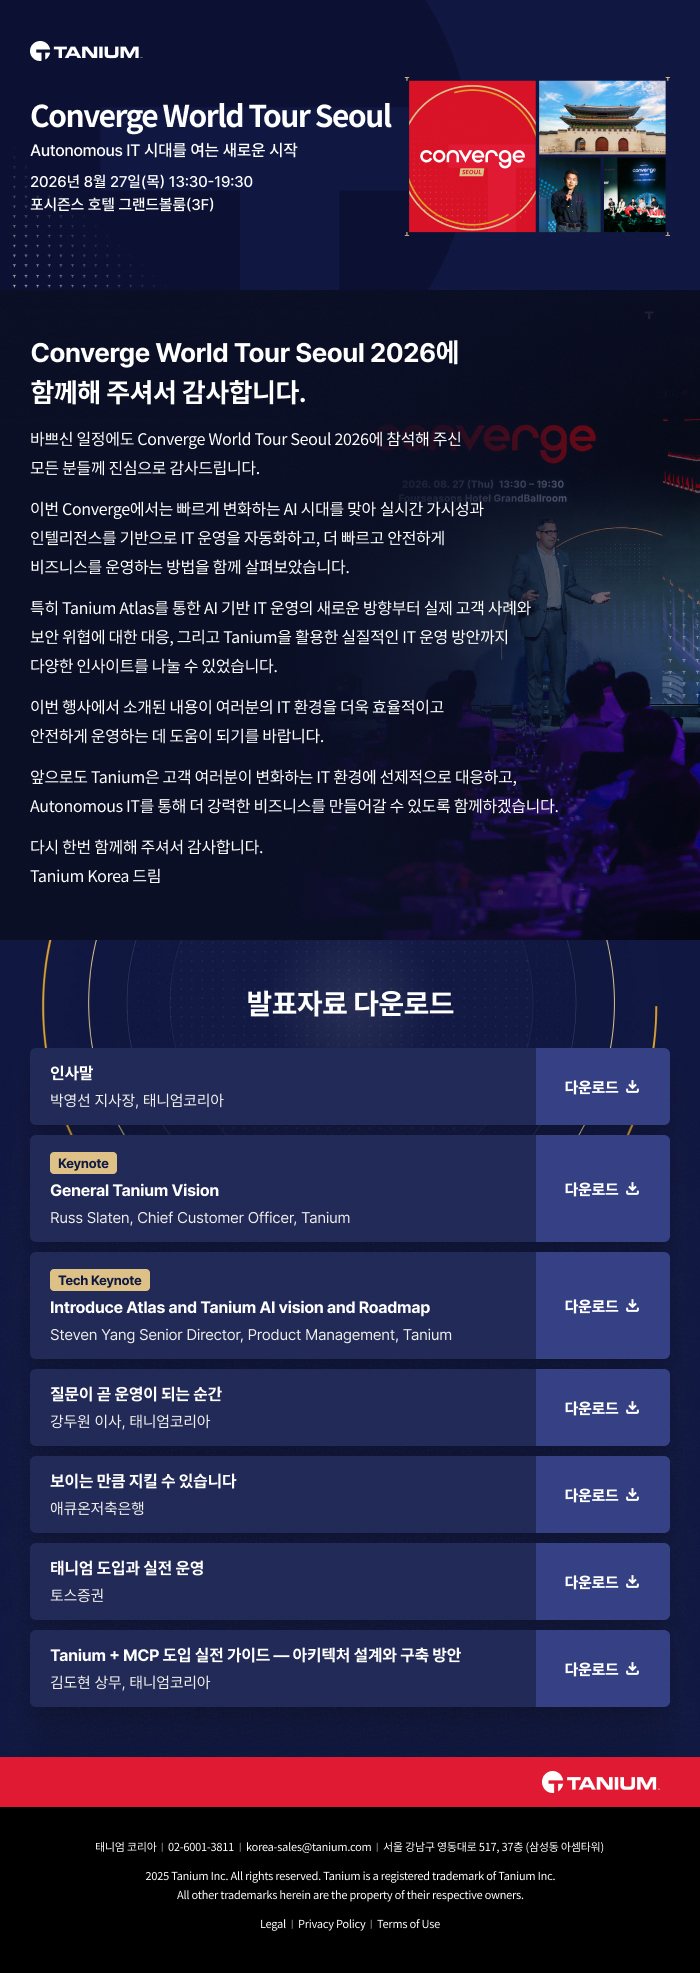 TANIUM
Converge World Tour Seoul
Autonomous IT 시대를 여는 새로운 시작
2026년 8월 27일(목) 13:30-19:30
포시즌스 호텔 그랜드볼룸(3F)
converge
SEOUL
converge
Converge World Tour Seoul 2026에
함께해 주셔서 감사합니다.
바쁘신 일정에도 Converge World Tour Seoul 2026에 참석해 주신
모든 분들께 진심으로 감사드립니다.
converge
2026. 08. 27 (Thu) 13:30 – 19:30
Fourseasons Hotel GrandBallroom
이번 Converge에서는 빠르게 변화하는 AI 시대를 맞아 실시간 가시성과
인텔리전스를 기반으로 IT 운영을 자동화하고, 더 빠르고 안전하게
비즈니스를 운영하는 방법을 함께 살펴보았습니다.
특히 Tanium Atlas를 통한 AI 기반 IT 운영의 새로운 방향부터 실제 고객 사례와
보안 위협에 대한 대응, 그리고 Tanium을 활용한 실질적인 IT 운영 방안까지
다양한 인사이트를 나눌 수 있었습니다.
이번 행사에서 소개된 내용이 여러분의 IT 환경을 더욱 효율적이고
안전하게 운영하는 데 도움이 되기를 바랍니다.
앞으로도 Tanium은 고객 여러분이 변화하는 IT 환경에 선제적으로 대응하고,
Autonomous IT를 통해 더 강력한 비즈니스를 만들어갈 수 있도록 함께하겠습니다.
다시 한번 함께해 주셔서 감사합니다.
Tanium Korea 드림
발표자료 다운로드
인사말
박영선 지사장, 태니엄코리아
다운로드
Keynote
General Tanium Vision
Russ Slaten, Chief Customer Officer, Tanium
다운로드
Tech Keynote
Introduce Atlas and Tanium AI vision and Roadmap
Steven Yang Senior Director, Product Management, Tanium
다운로드
질문이 곧 운영이 되는 순간
강두원 이사, 태니엄코리아
다운로드
보이는 만큼 지킬 수 있습니다
애큐온저축은행
다운로드
태니엄 도입과 실전 운영
토스증권
다운로드
Tanium + MCP 도입 실전 가이드 — 아키텍처 설계와 구축 방안
김도현 상무, 태니엄코리아
다운로드
TANIUM
태니엄 코리아 | 02-6001-3811 | korea-sales@tanium.com | 서울 강남구 영동대로 517, 37층 (삼성동 아셈타워)
2025 Tanium Inc. All rights reserved. Tanium is a registered trademark of Tanium Inc.
All other trademarks herein are the property of their respective owners.
Legal | Privacy Policy | Terms of Use